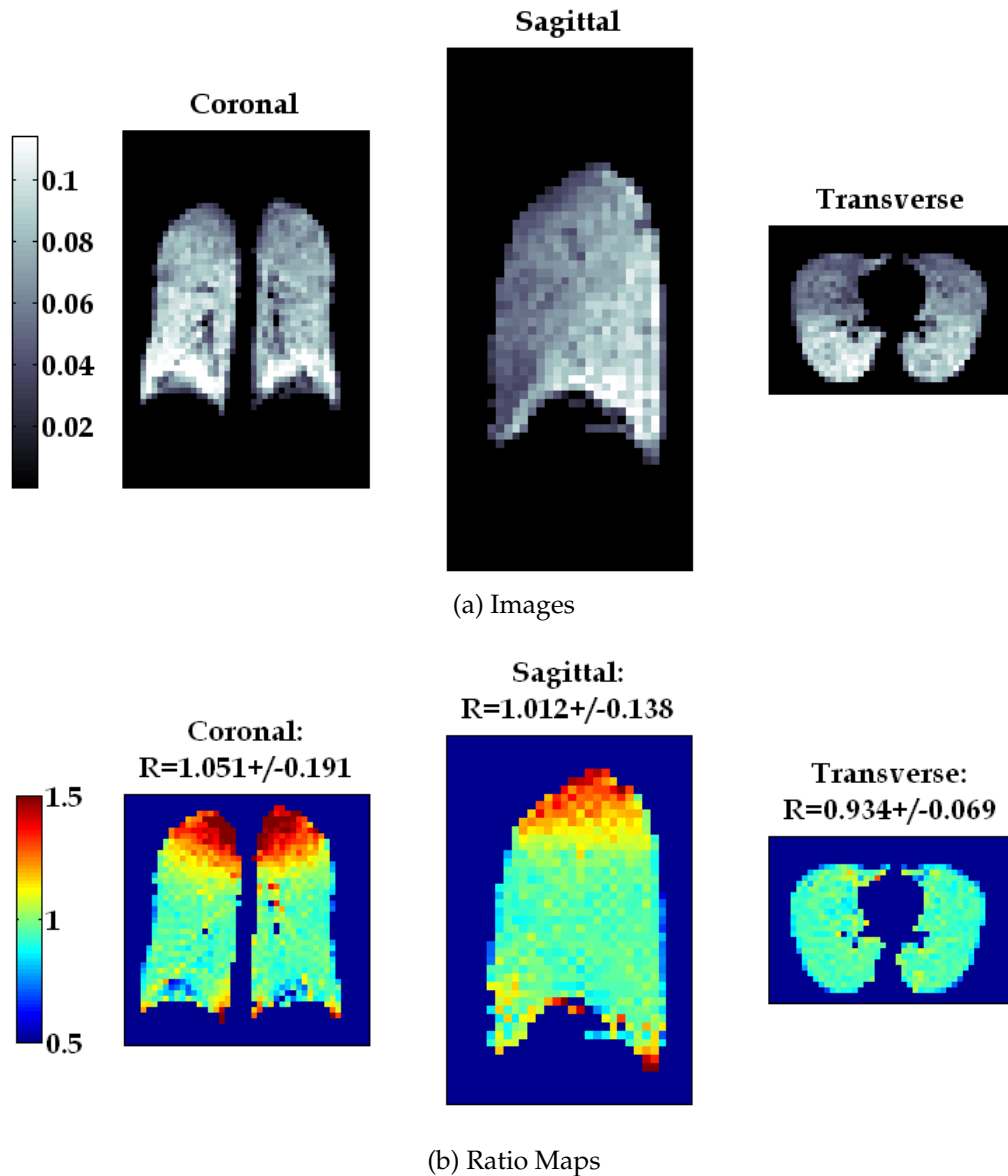 Sagittal
Coronal
Transverse
0.1
0.08
0.06
0.04
0.02
(a) Images
Sagittal:
R=1.012+/-0.138
Coronal:
R=1.051+/-0.191
Transverse:
R=0.934+/-0.069
1.5
1
0.5
(b) Ratio Maps